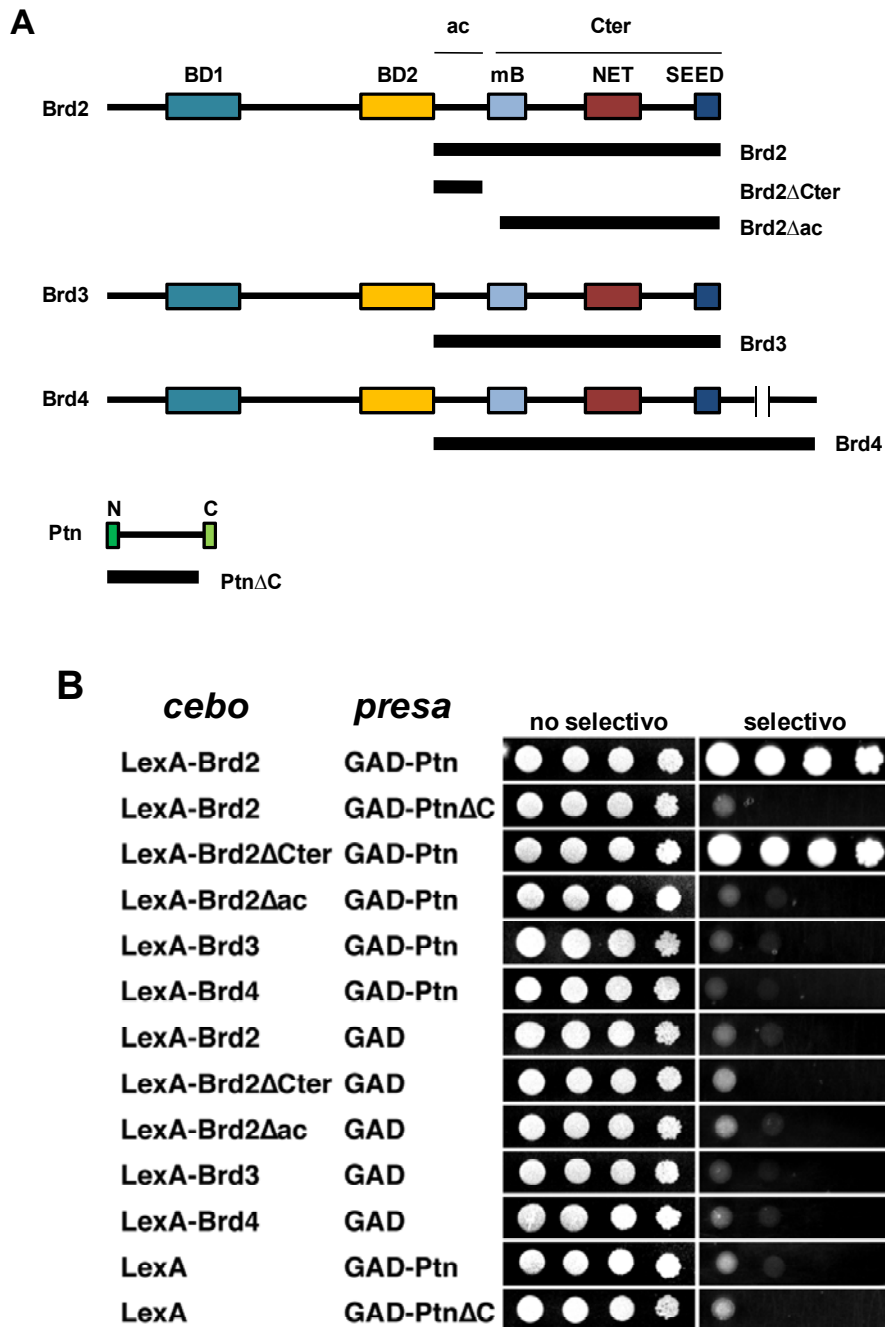 A
ac Cter
BD1 BD2 mB NET SEED
Brd2
Brd2
Brd2ΔCter
Brd2Δac
Brd3
Brd3
Brd4
Brd4
N C
Ptn
PtnΔC
B
cebo presa no selectivo selectivo
LexA-Brd2 GAD-Ptn
LexA-Brd2 GAD-PtnΔC
LexA-Brd2ΔCter GAD-Ptn
LexA-Brd2Δac GAD-Ptn
LexA-Brd3 GAD-Ptn
LexA-Brd4 GAD-Ptn
LexA-Brd2 GAD
LexA-Brd2ΔCter GAD
LexA-Brd2Δac GAD
LexA-Brd3 GAD
LexA-Brd4 GAD
LexA GAD-Ptn
LexA GAD-PtnΔC